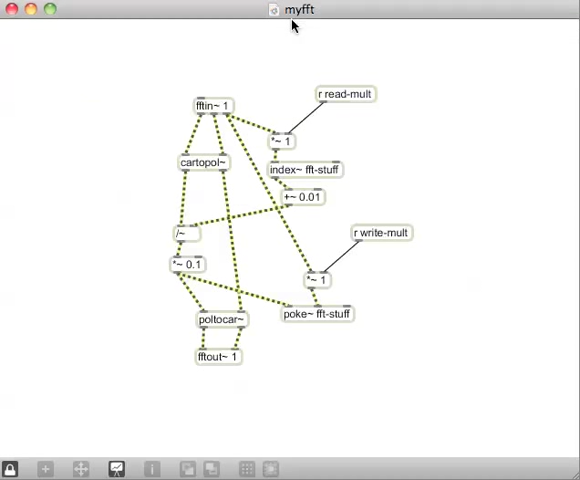 myfft
r read-mult
fftin~ 1
*~ 1
cartopol~
index~ fft-stuff
+~ 0.01
/~
r write-mult
*~ 0.1
*~ 1
poke~ fft-stuff
poltocar~
fftout~ 1